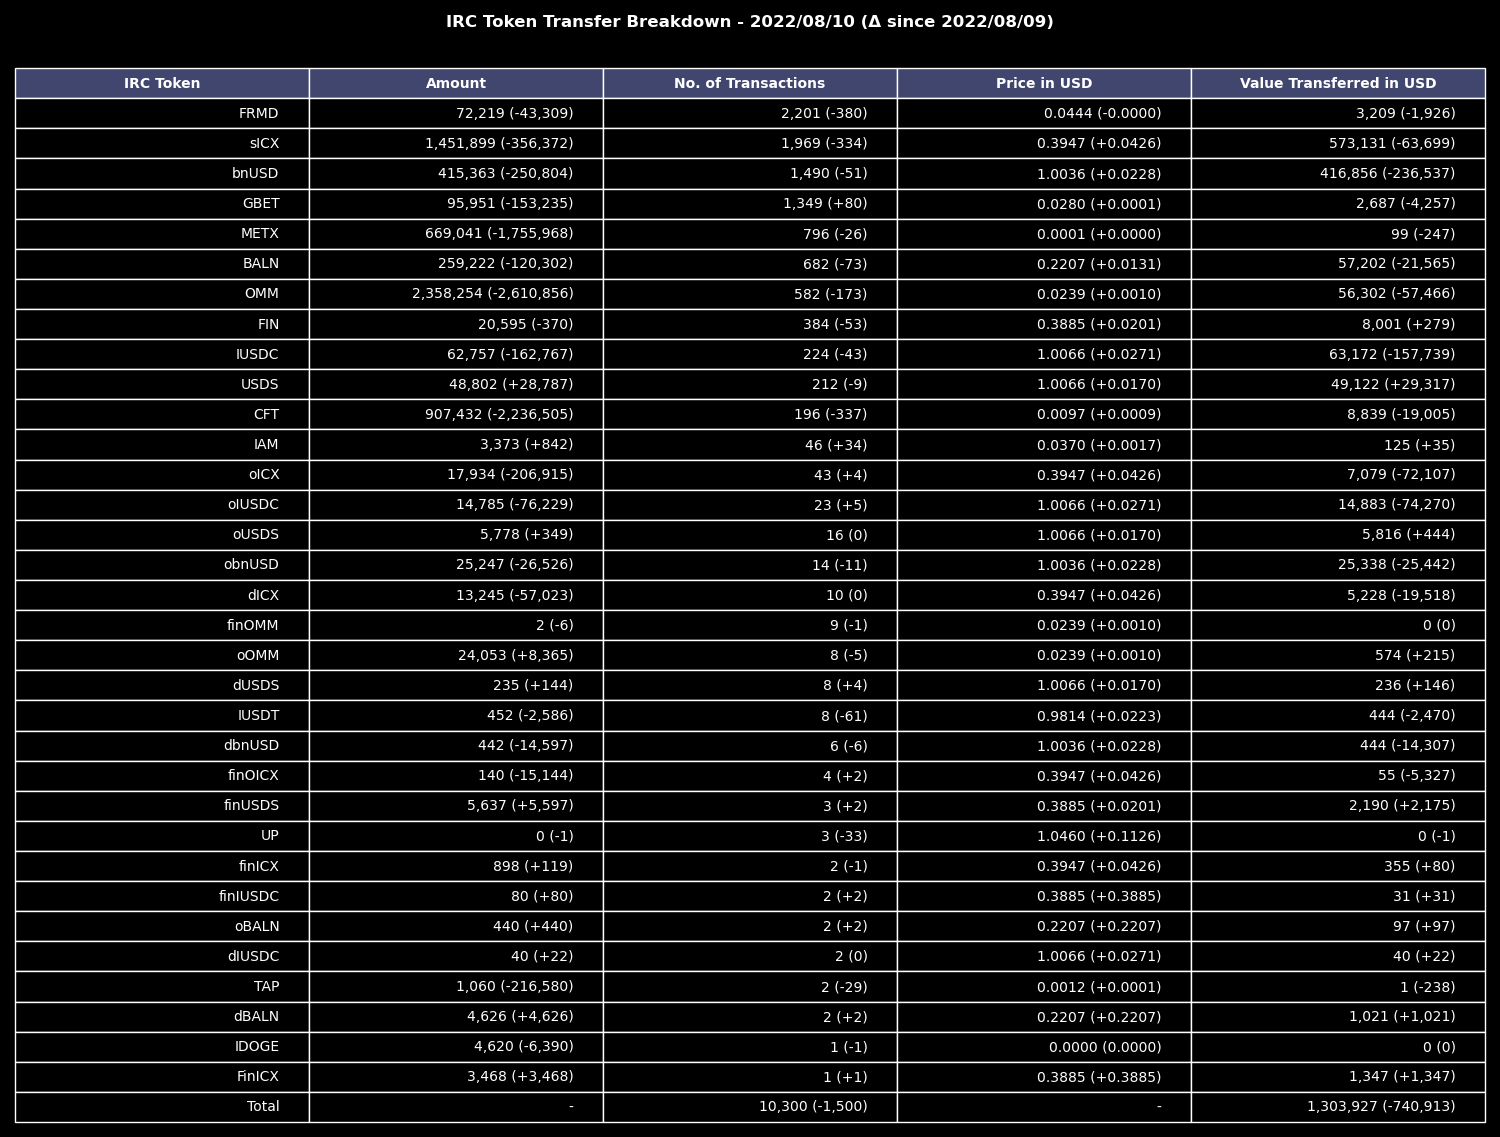 IRC Token Transfer Breakdown - 2022/08/10 (Δ since 2022/08/09)
IRC Token Amount No. of Transactions Price in USD Value Transferred in USD
FRMD 72,219 (-43,309) 2,201 (-380) 0.0444 (-0.0000) 3,209 (-1,926)
sICX 1,451,899 (-356,372) 1,969 (-334) 0.3947 (+0.0426) 573,131 (-63,699)
bnUSD 415,363 (-250,804) 1,490 (-51) 1.0036 (+0.0228) 416,856 (-236,537)
GBET 95,951 (-153,235) 1,349 (+80) 0.0280 (+0.0001) 2,687 (-4,257)
METX 669,041 (-1,755,968) 796 (-26) 0.0001 (+0.0000) 99 (-247)
BALN 259,222 (-120,302) 682 (-73) 0.2207 (+0.0131) 57,202 (-21,565)
OMM 2,358,254 (-2,610,856) 582 (-173) 0.0239 (+0.0010) 56,302 (-57,466)
FIN 20,595 (-370) 384 (-53) 0.3885 (+0.0201) 8,001 (+279)
IUSDC 62,757 (-162,767) 224 (-43) 1.0066 (+0.0271) 63,172 (-157,739)
USDS 48,802 (+28,787) 212 (-9) 1.0066 (+0.0170) 49,122 (+29,317)
CFT 907,432 (-2,236,505) 196 (-337) 0.0097 (+0.0009) 8,839 (-19,005)
IAM 3,373 (+842) 46 (+34) 0.0370 (+0.0017) 125 (+35)
oICX 17,934 (-206,915) 43 (+4) 0.3947 (+0.0426) 7,079 (-72,107)
oIUSDC 14,785 (-76,229) 23 (+5) 1.0066 (+0.0271) 14,883 (-74,270)
oUSDS 5,778 (+349) 16 (0) 1.0066 (+0.0170) 5,816 (+444)
obnUSD 25,247 (-26,526) 14 (-11) 1.0036 (+0.0228) 25,338 (-25,442)
dICX 13,245 (-57,023) 10 (0) 0.3947 (+0.0426) 5,228 (-19,518)
finOMM 2 (-6) 9 (-1) 0.0239 (+0.0010) 0 (0)
oOMM 24,053 (+8,365) 8 (-5) 0.0239 (+0.0010) 574 (+215)
dUSDS 235 (+144) 8 (+4) 1.0066 (+0.0170) 236 (+146)
IUSDT 452 (-2,586) 8 (-61) 0.9814 (+0.0223) 444 (-2,470)
dbnUSD 442 (-14,597) 6 (-6) 1.0036 (+0.0228) 444 (-14,307)
finOICX 140 (-15,144) 4 (+2) 0.3947 (+0.0426) 55 (-5,327)
finUSDS 5,637 (+5,597) 3 (+2) 0.3885 (+0.0201) 2,190 (+2,175)
UP 0 (-1) 3 (-33) 1.0460 (+0.1126) 0 (-1)
finICX 898 (+119) 2 (-1) 0.3947 (+0.0426) 355 (+80)
finIUSDC 80 (+80) 2 (+2) 0.3885 (+0.3885) 31 (+31)
oBALN 440 (+440) 2 (+2) 0.2207 (+0.2207) 97 (+97)
dIUSDC 40 (+22) 2 (0) 1.0066 (+0.0271) 40 (+22)
TAP 1,060 (-216,580) 2 (-29) 0.0012 (+0.0001) 1 (-238)
dBALN 4,626 (+4,626) 2 (+2) 0.2207 (+0.2207) 1,021 (+1,021)
IDOGE 4,620 (-6,390) 1 (-1) 0.0000 (0.0000) 0 (0)
FinICX 3,468 (+3,468) 1 (+1) 0.3885 (+0.3885) 1,347 (+1,347)
Total - 10,300 (-1,500) - 1,303,927 (-740,913)